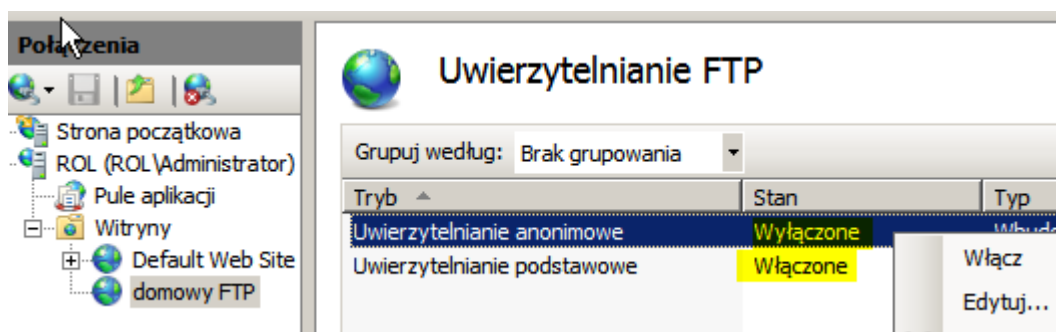 Połączenia
Strona początkowa
ROL (ROL\Administrator)
Pule aplikacji
Witryny
Default Web Site
domowy FTP
Uwierzytelnianie FTP
Grupuj według: Brak grupowania
Tryb Stan Typ
Uwierzytelnianie anonimowe Wyłączone
Uwierzytelnianie podstawowe Włączone
Włącz
Edytuj...